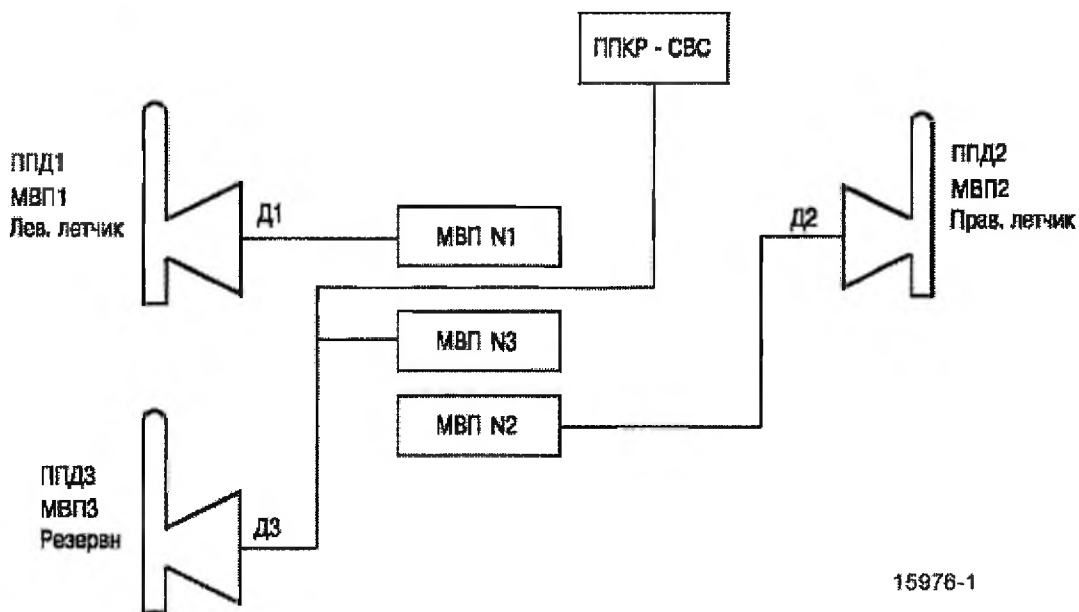 ППКР - СВС
ППД1
МВП1
Лев. летчик
Д1
МВП N1
Д2
ППД2
МВП2
Прав. летчик
МВП N3
МВП N2
ППД3
МВП3
Резервн
Д3
15976-1